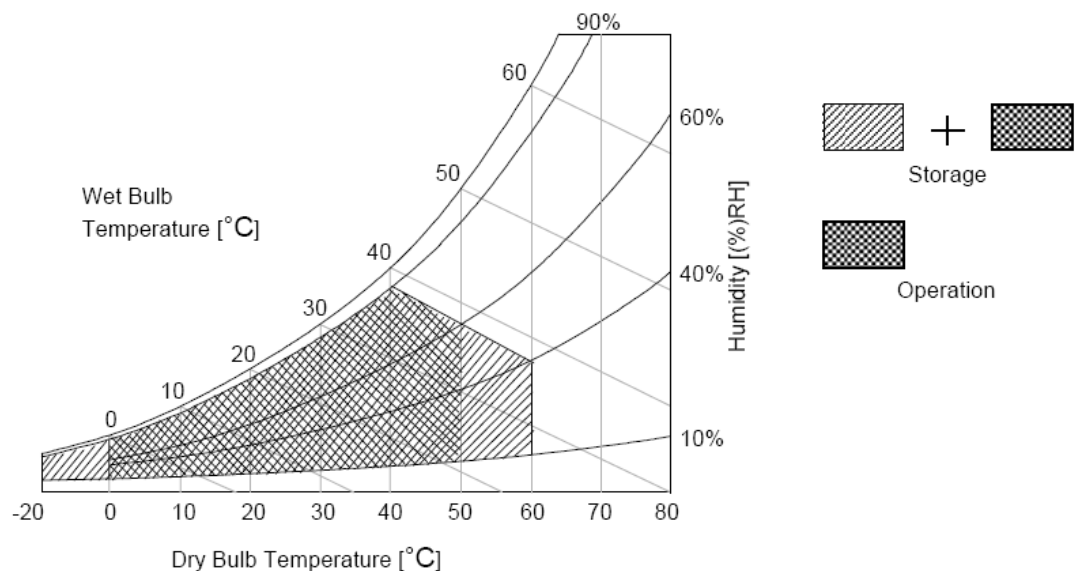 90%
60
60%
50
Wet Bulb
Temperature [°C]
40
30
20
10
0
40%
10%
Humidity [(%)RH]
-20 0 10 20 30 40 50 60 70 80
Dry Bulb Temperature [°C]
+
Storage
Operation